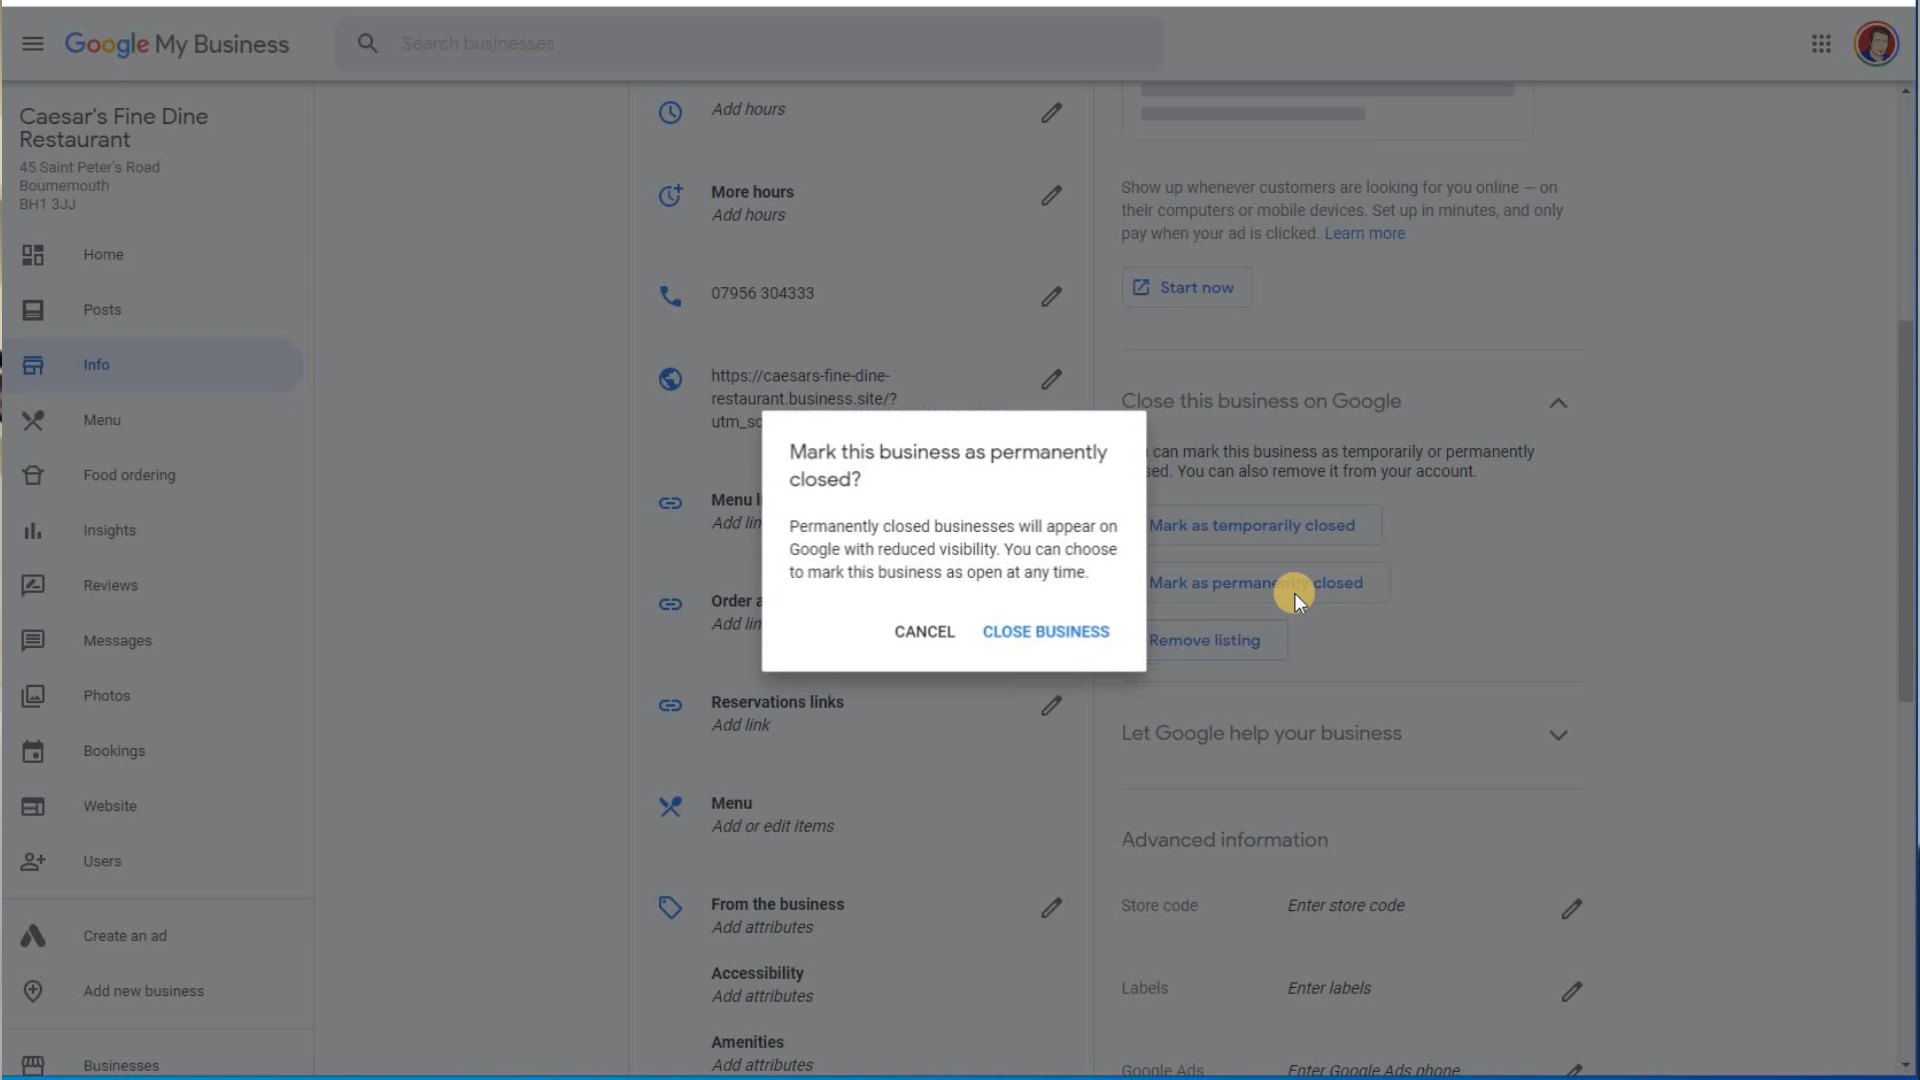 Google My Business
Search businesses
Caesar's Fine Dine
Restaurant
45 Saint Peter's Road
Bournemouth
BH1 3JJ
Home
Posts
Info
Menu
Food ordering
Insights
Reviews
Messages
Photos
Bookings
Website
Users
Create an ad
Add new business
Businesses
Add hours
More hours
Add hours
07956 304333
https://caesars-fine-dine-
restaurant.business.site/?
Menu
Add
Order
Add
Reservations links
Add link
Menu
Add or edit items
From the business
Add attributes
Accessibility
Add attributes
Amenities
Add attributes
Mark this business as permanently
closed?
Permanently closed businesses will appear on
Google with reduced visibility. You can choose
to mark this business as open at any time.
CANCEL CLOSE BUSINESS
Show up whenever customers are looking for you online – on
their computers or mobile devices. Set up in minutes, and only
pay when your ad is clicked. Learn more
Start now
Close this business on Google
can mark this business as temporarily or permanently
sed. You can also remove it from your account.
Mark as temporarily closed
Mark as permanently closed
Remove listing
Let Google help your business
Advanced information
Store code Enter store code
Labels Enter labels
Google Ads Enter Google Ads phone